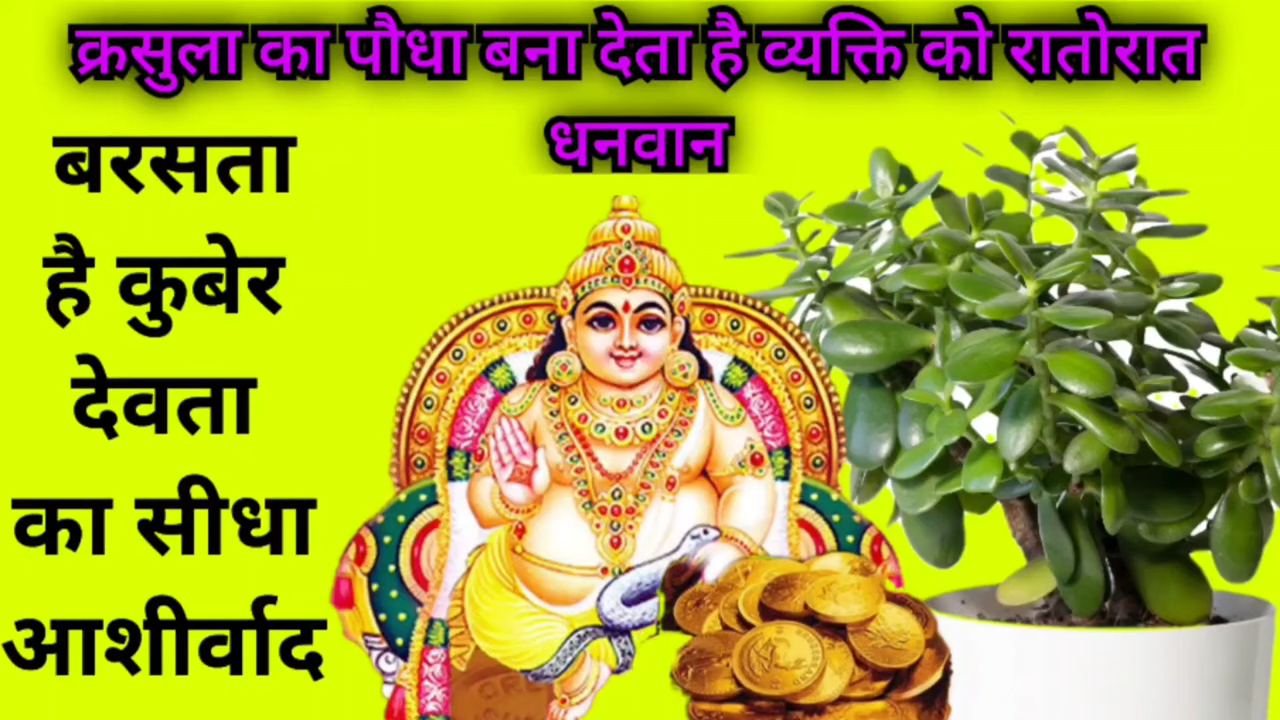 क्रसुला का पौधा बना देता है व्यक्ति को रातोरात
धनवान
बरसता
है कुबेर
देवता
का सीधा
आशीर्वाद